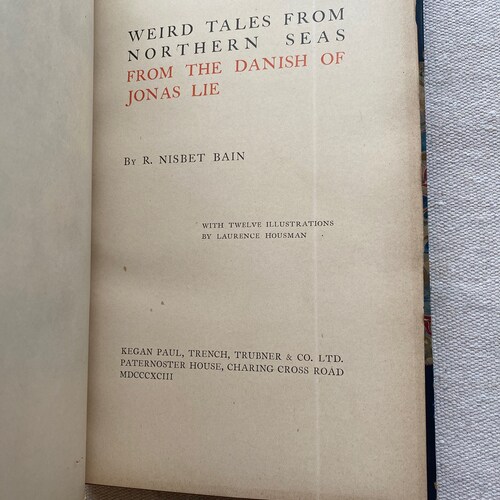 WEIRD TALES FROM
NORTHERN SEAS
FROM THE DANISH OF
JONAS LIE
By R. NISBET BAIN
WITH TWELVE ILLUSTRATIONS
BY LAURENCE HOUSMAN
KEGAN PAUL, TRENCH, TRUBNER & CO. LTD.
PATERNOSTER HOUSE, CHARING CROSS ROAD
MDCCCXCIII